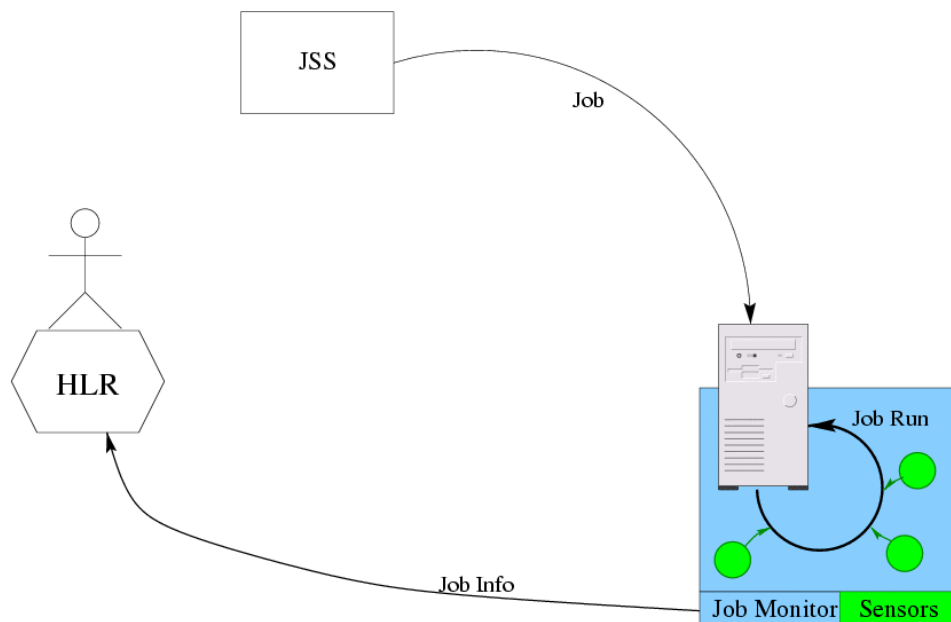 JSS
Job
HLR
Job Run
Job Info
Job Monitor
Sensors